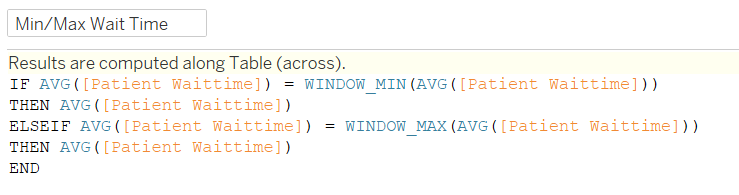 Min/Max Wait Time
Results are computed along Table (across).
IF AVG([Patient Waittime]) = WINDOW_MIN(AVG([Patient Waittime]))
THEN AVG([Patient Waittime])
ELSEIF AVG([Patient Waittime]) = WINDOW_MAX(AVG([Patient Waittime]))
THEN AVG([Patient Waittime])
END